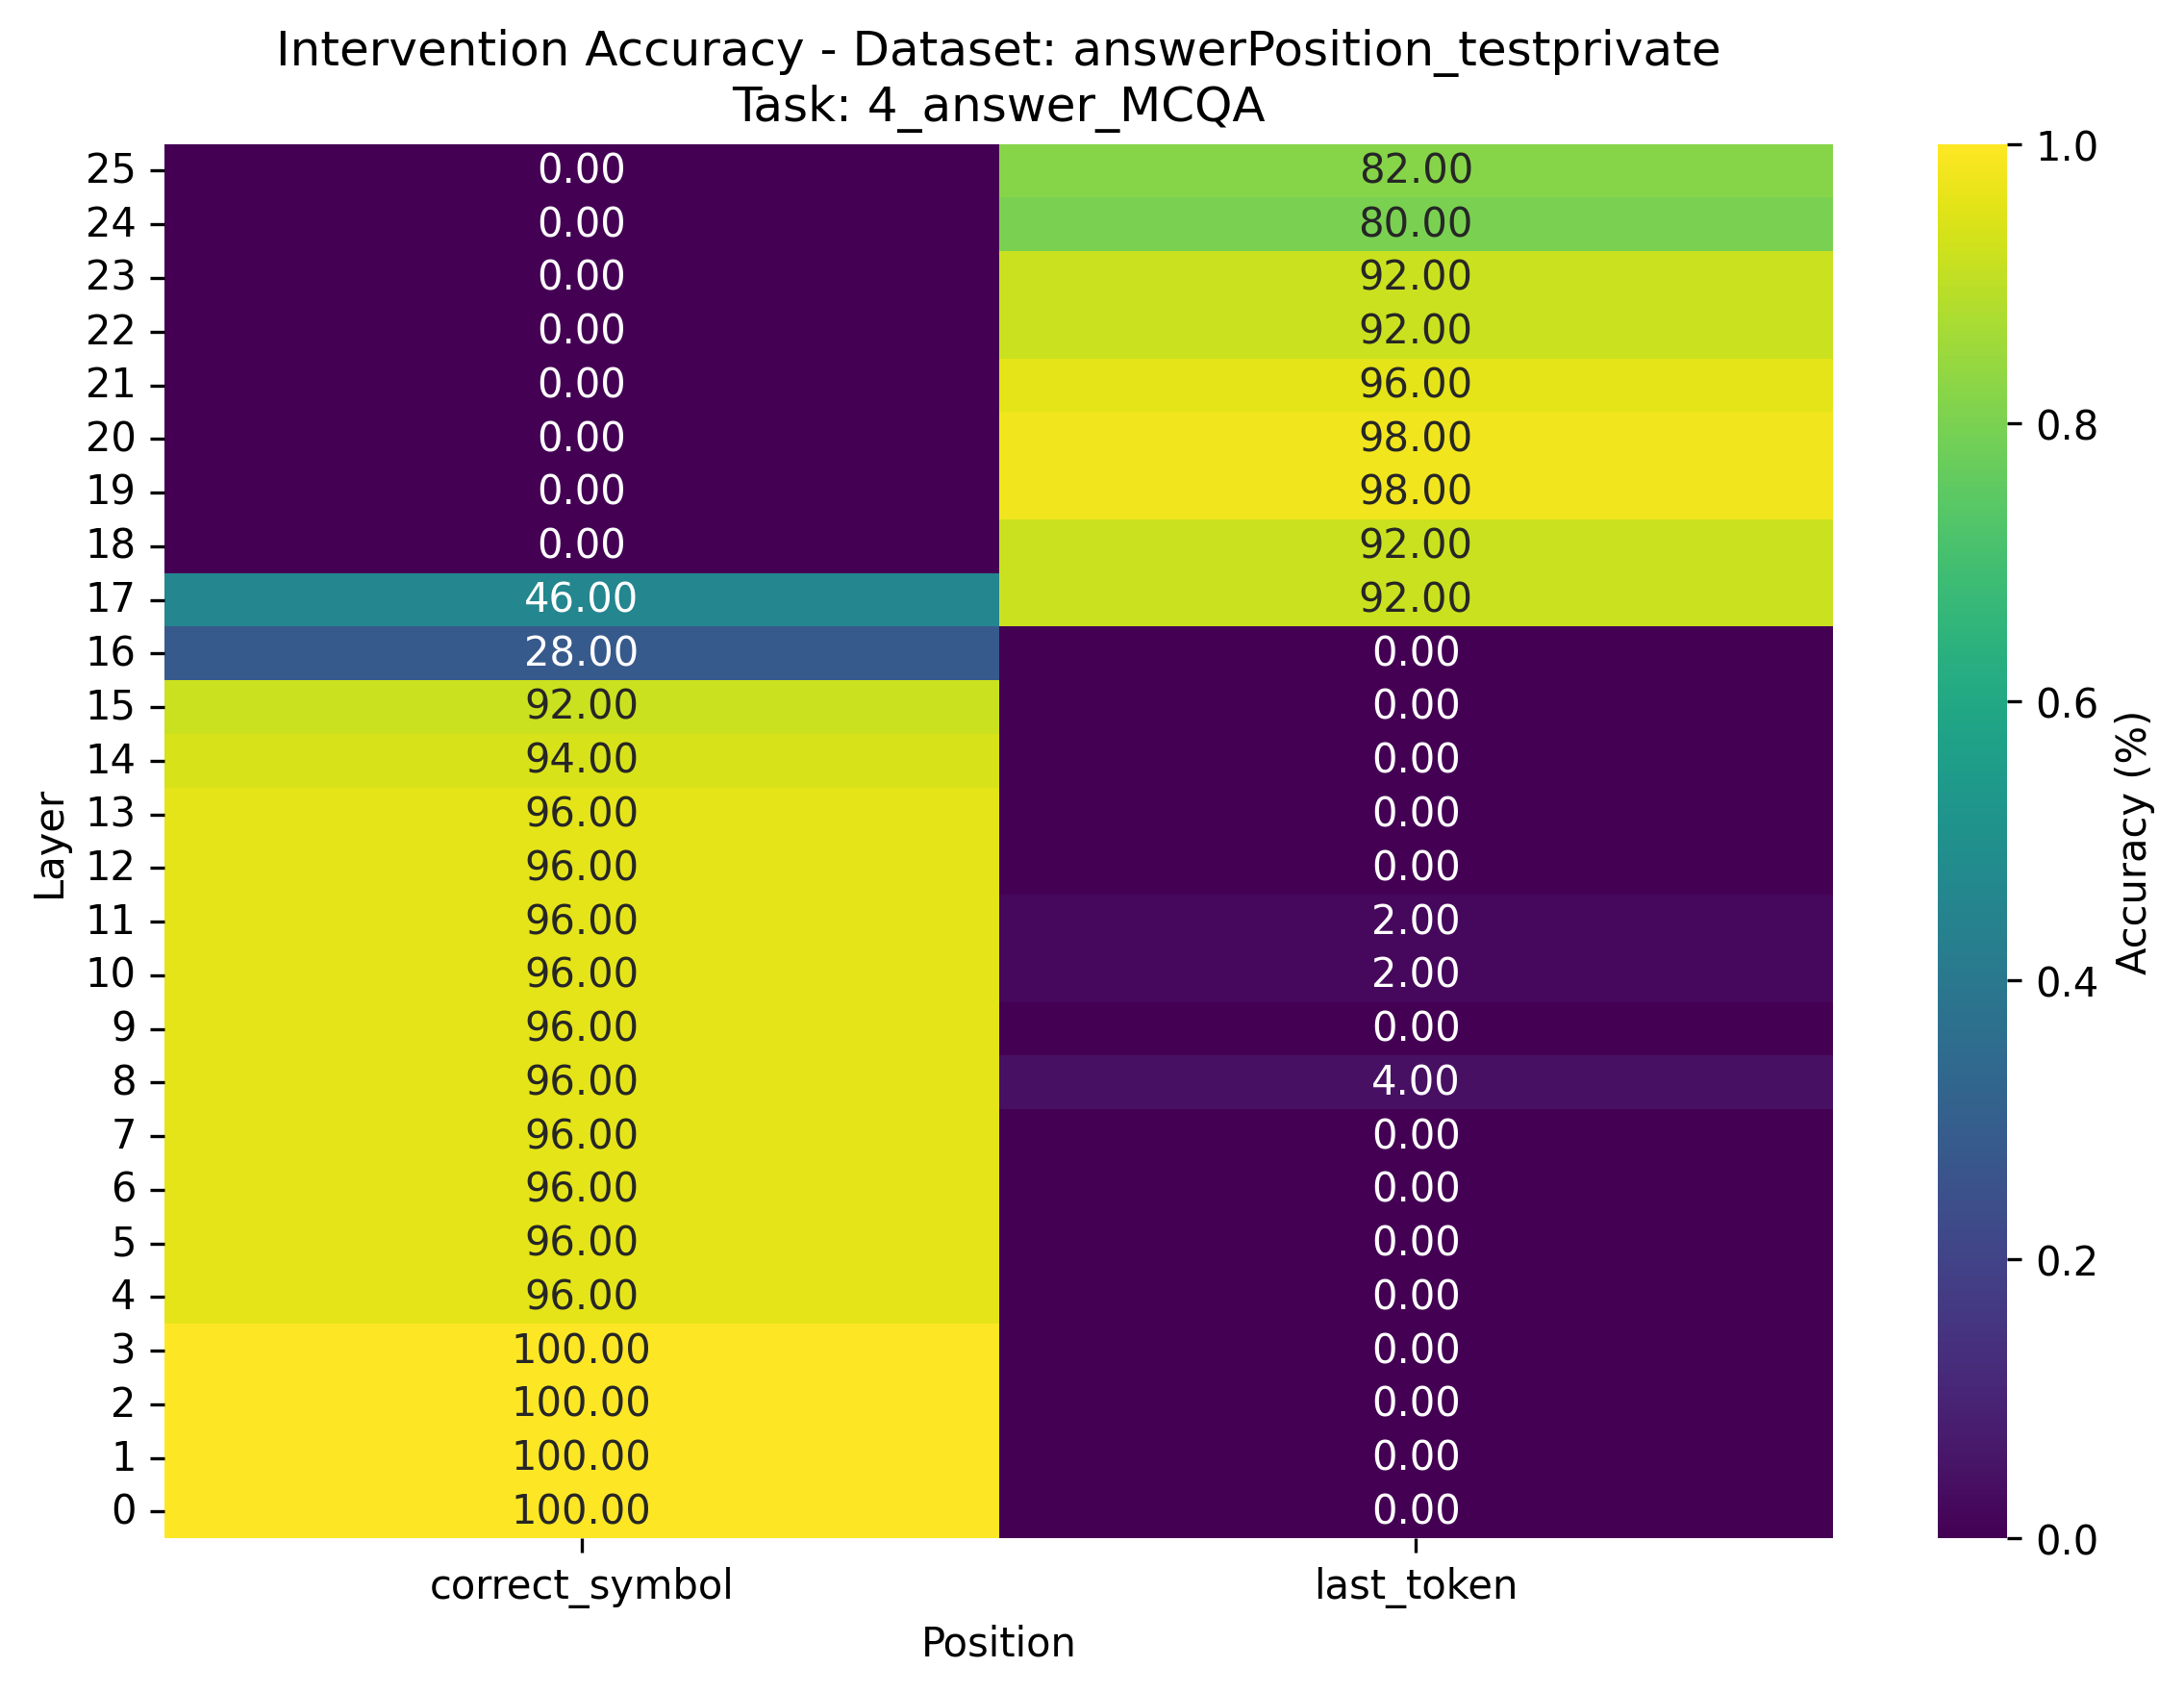 Intervention Accuracy - Dataset: answerPosition_testprivate
Task: 4_answer_MCQA
25 0.00 82.00 1.0
24 0.00 80.00
23 0.00 92.00
22 0.00 92.00
21 0.00 96.00
20 0.00 98.00 0.8
19 0.00 98.00
18 0.00 92.00
17 46.00 92.00
16 28.00 0.00
15 92.00 0.00 0.6
14 94.00 0.00
13 96.00 0.00
12 96.00 0.00
11 96.00 2.00
10 96.00 2.00 0.4
9 96.00 0.00
8 96.00 4.00
7 96.00 0.00
6 96.00 0.00
5 96.00 0.00 0.2
4 96.00 0.00
3 100.00 0.00
2 100.00 0.00
1 100.00 0.00
0 100.00 0.00 0.0
Layer
Accuracy (%)
correct_symbol last_token
Position